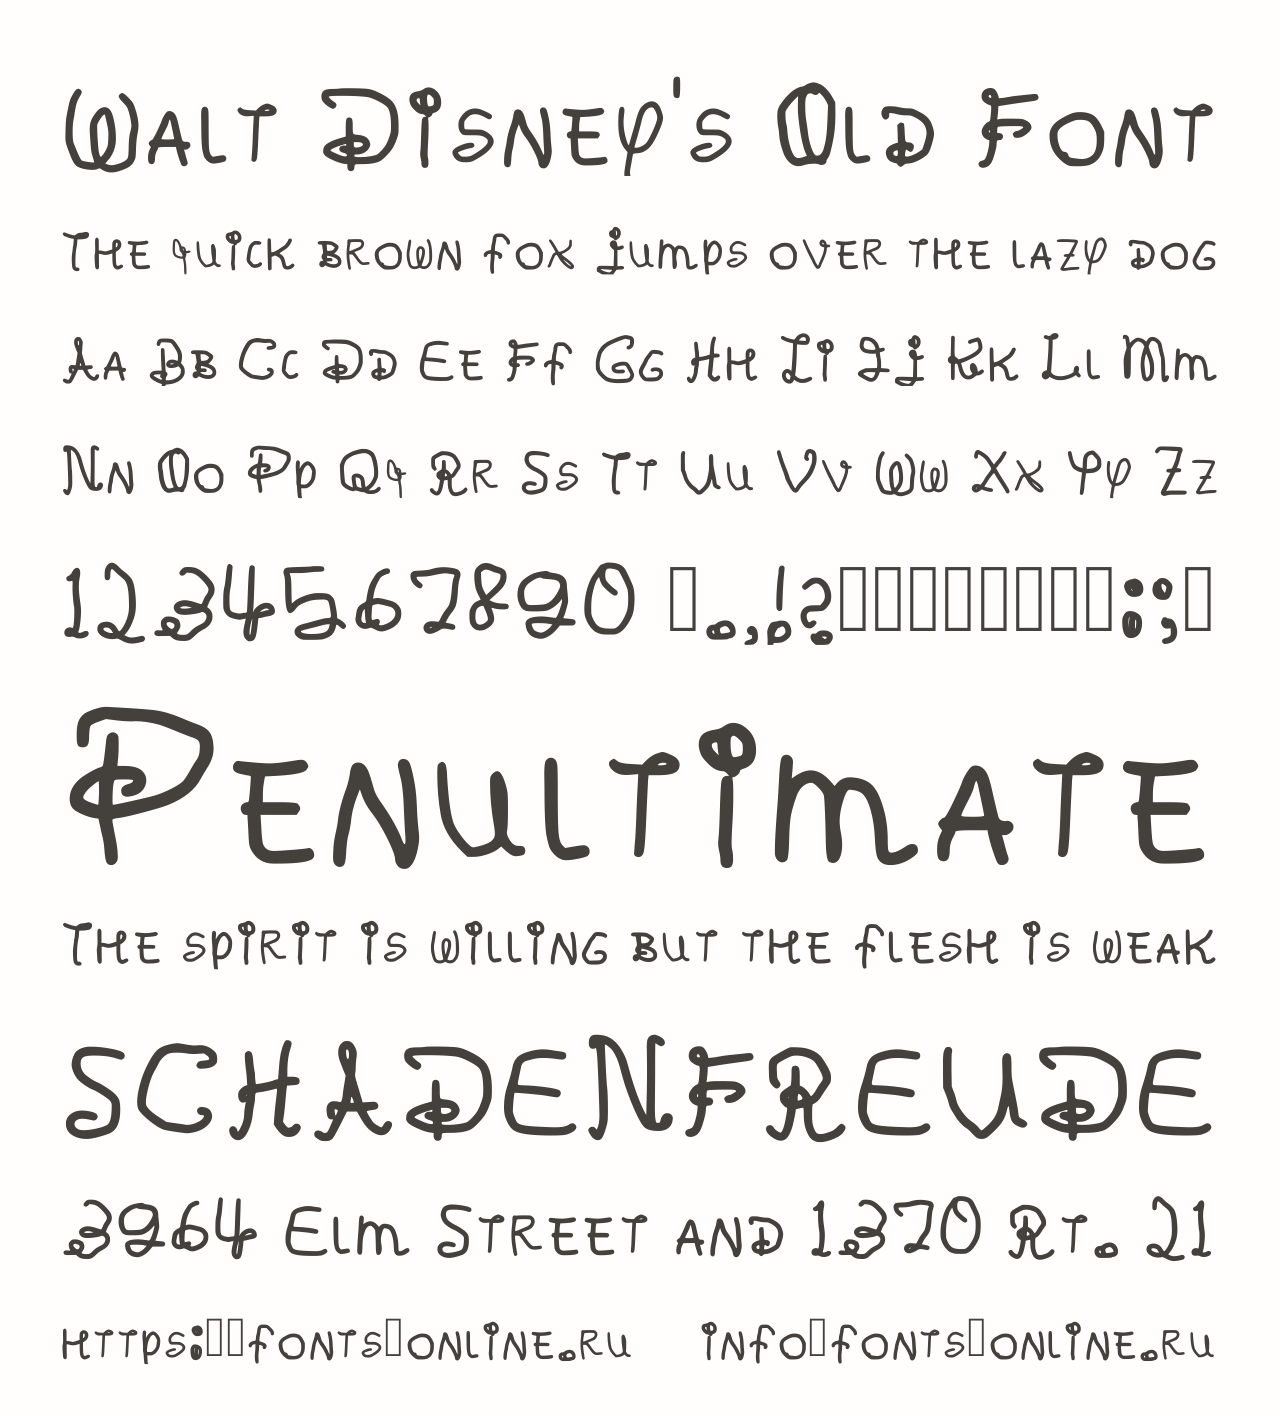 Walt Disney's Old Font
The quick brown fox jumps over the lazy dog
Aa Bb Cc Dd Ee Ff Gg Hh Ii Jj Kk Ll Mm
Nn Oo Pp Qq Rr Ss Tt Uu Vv Ww Xx Yy Zz
1234567890 ▯.,!?▯▯▯▯▯▯▯▯:;▯
Penultimate
The spirit is willing but the flesh is weak
SCHADENFREUDE
3964 Elm Street and 1370 Rt. 21
https:▯▯fonts▯online.ru info▯fonts▯online.ru